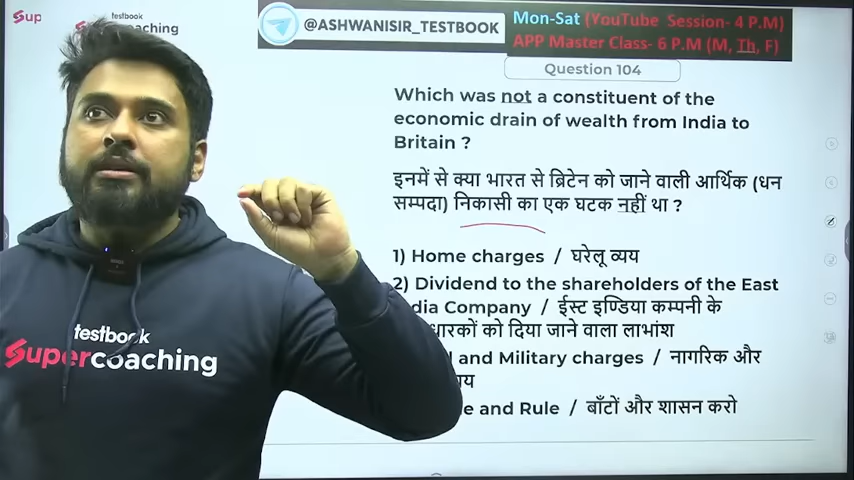 Sup
testbook
coaching
@ASHWANISIR_TESTBOOK
Mon-Sat (YouTube Session- 4 P.M)
APP Master Class- 6 P.M (M, Th, F)
Question 104
Which was not a constituent of the
economic drain of wealth from India to
Britain ?
इनमें से क्या भारत से ब्रिटेन को जाने वाली आर्थिक (धन
सम्पदा) निकासी का एक घटक नहीं था ?
1) Home charges / घरेलू व्यय
2) Dividend to the shareholders of the East
dia Company / ईस्ट इण्डिया कम्पनी के
धारकों को दिया जाने वाला लाभांश
l and Military charges / नागरिक और
य
e and Rule / बाँटों और शासन करो
testbook
Supercoaching